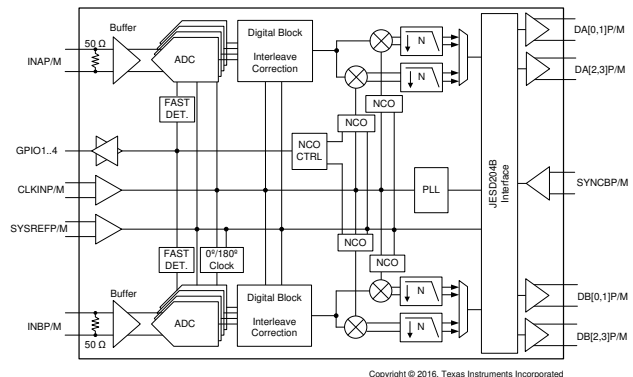 Buffer
50 Ω
INAP/M
ADC
Digital Block
Interleave
Correction
N
N
DA[0,1]P/M
DA[2,3]P/M
FAST
DET.
NCO
NCO
GPIO1..4
NCO
CTRL
CLKINP/M
PLL
JESD204B
Interface
SYNCBP/M
SYSREFP/M
NCO
NCO
FAST
DET.
0º/180º
Clock
Buffer
INBP/M
50 Ω
ADC
Digital Block
Interleave
Correction
N
N
DB[0,1]P/M
DB[2,3]P/M
Copyright © 2016, Texas Instruments Incorporated